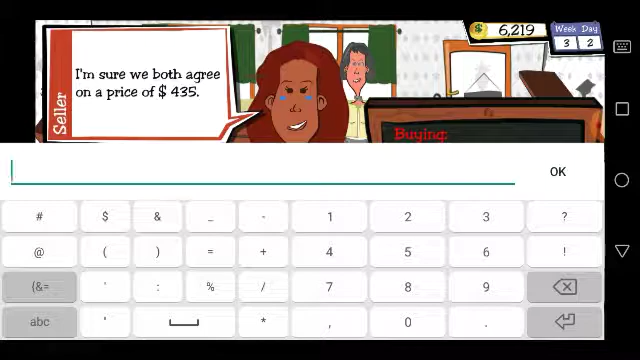 6,219
Week Day
3 2
Seller
I'm sure we both agree
on a price of $ 435.
Buying:
OK
# $ & _ - 1 2 3 ?
@ ( ) = + 4 5 6 !
{&= ' : % / 7 8 9
abc " * , 0 .